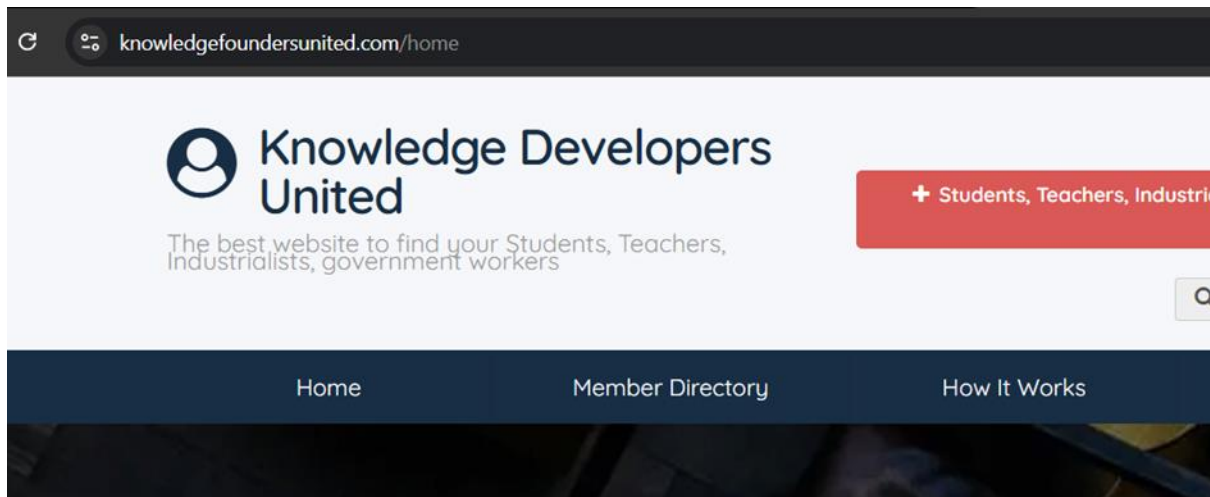 knowledgefoundersunited.com/home
Knowledge Developers
United
The best website to find your Students, Teachers,
Industrialists, government workers
+ Students, Teachers, Industri
Home
Member Directory
How It Works